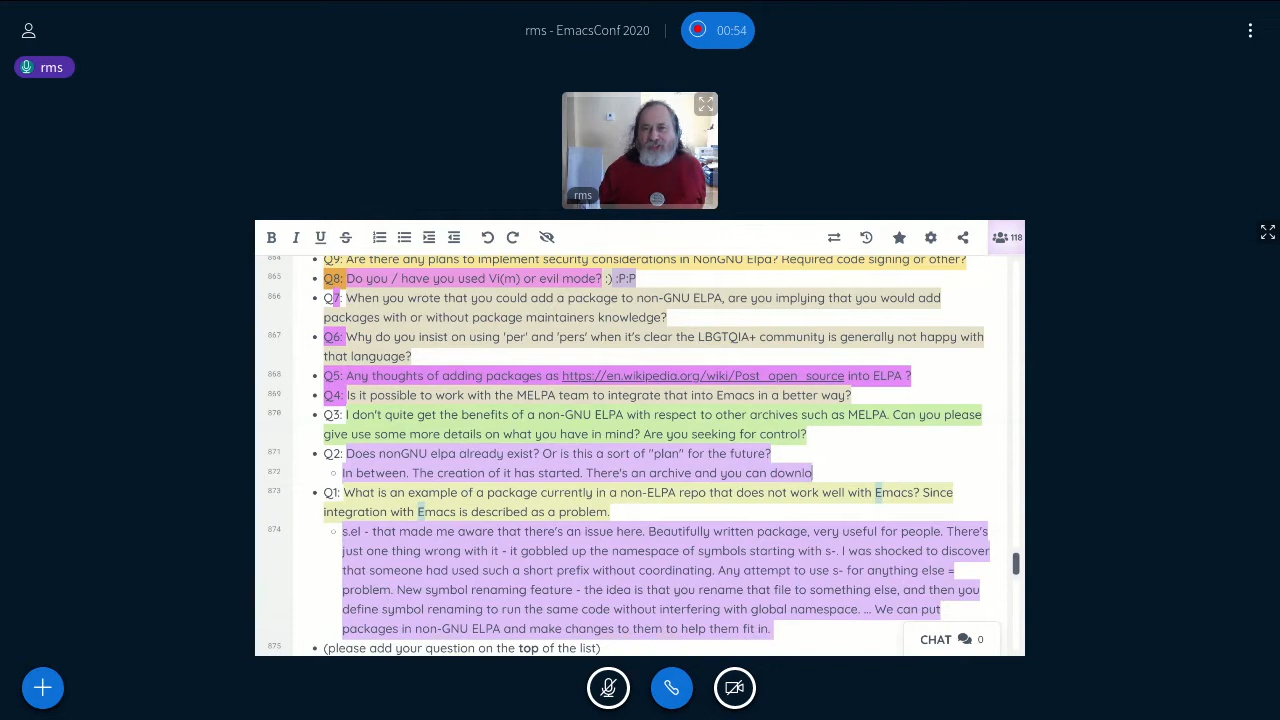 rms - EmacsConf 2020
00:54
rms
rms
B I U S
118
864 Q9: Are there any plans to implement security considerations in NonGNU Elpa? Required code signing or other?
865 Q8: Do you / have you used Vi(m) or evil mode? :) :P:P
866 Q7: When you wrote that you could add a package to non-GNU ELPA, are you implying that you would add
packages with or without package maintainers knowledge?
867 Q6: Why do you insist on using 'per' and 'pers' when it's clear the LBGTQIA+ community is generally not happy with
that language?
868 Q5: Any thoughts of adding packages as https://en.wikipedia.org/wiki/Post_open_source into ELPA ?
869 Q4: Is it possible to work with the MELPA team to integrate that into Emacs in a better way?
870 Q3: I don't quite get the benefits of a non-GNU ELPA with respect to other archives such as MELPA. Can you please
give use some more details on what you have in mind? Are you seeking for control?
871 Q2: Does nonGNU elpa already exist? Or is this a sort of "plan" for the future?
872 In between. The creation of it has started. There's an archive and you can downlo
873 Q1: What is an example of a package currently in a non-ELPA repo that does not work well with Emacs? Since
integration with Emacs is described as a problem.
874 s.el - that made me aware that there's an issue here. Beautifully written package, very useful for people. There's
just one thing wrong with it - it gobbled up the namespace of symbols starting with s-. I was shocked to discover
that someone had used such a short prefix without coordinating. Any attempt to use s- for anything else =
problem. New symbol renaming feature - the idea is that you rename that file to something else, and then you
define symbol renaming to run the same code without interfering with global namespace. ... We can put
packages in non-GNU ELPA and make changes to them to help them fit in.
875 (please add your question on the top of the list)
CHAT 0